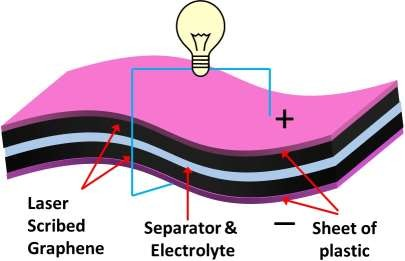 +
Laser
Scribed
Graphene
Separator &
Electrolyte
–
Sheet of
plastic